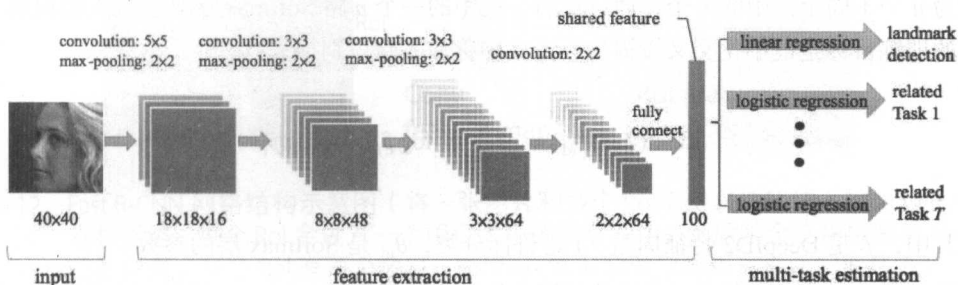 shared feature
convolution: 5x5
max-pooling: 2x2
convolution: 3x3
max-pooling: 2x2
convolution: 3x3
max-pooling: 2x2
convolution: 2x2
fully
connect
linear regression
landmark
detection
logistic regression
related
Task 1
logistic regression
related
Task T
40x40
18x18x16
8x8x48
3x3x64
2x2x64
100
input
feature extraction
multi-task estimation